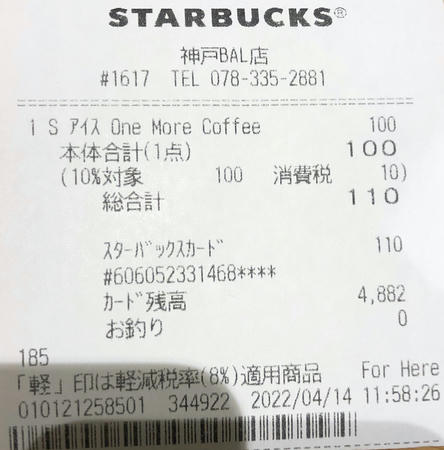 STARBUCKS®
神戸BAL店
#1617 TEL 078-335-2881
1 S アイス One More Coffee 100
本体合計(1点) 100
(10%対象 100 消費税 10)
総合計 110
スターバックスカード 110
#606052331468****
カード残高 4,882
お釣り 0
185
「軽」印は軽減税率(8%)適用商品 For Here
010121258501 344922 2022/04/14 11:58:26